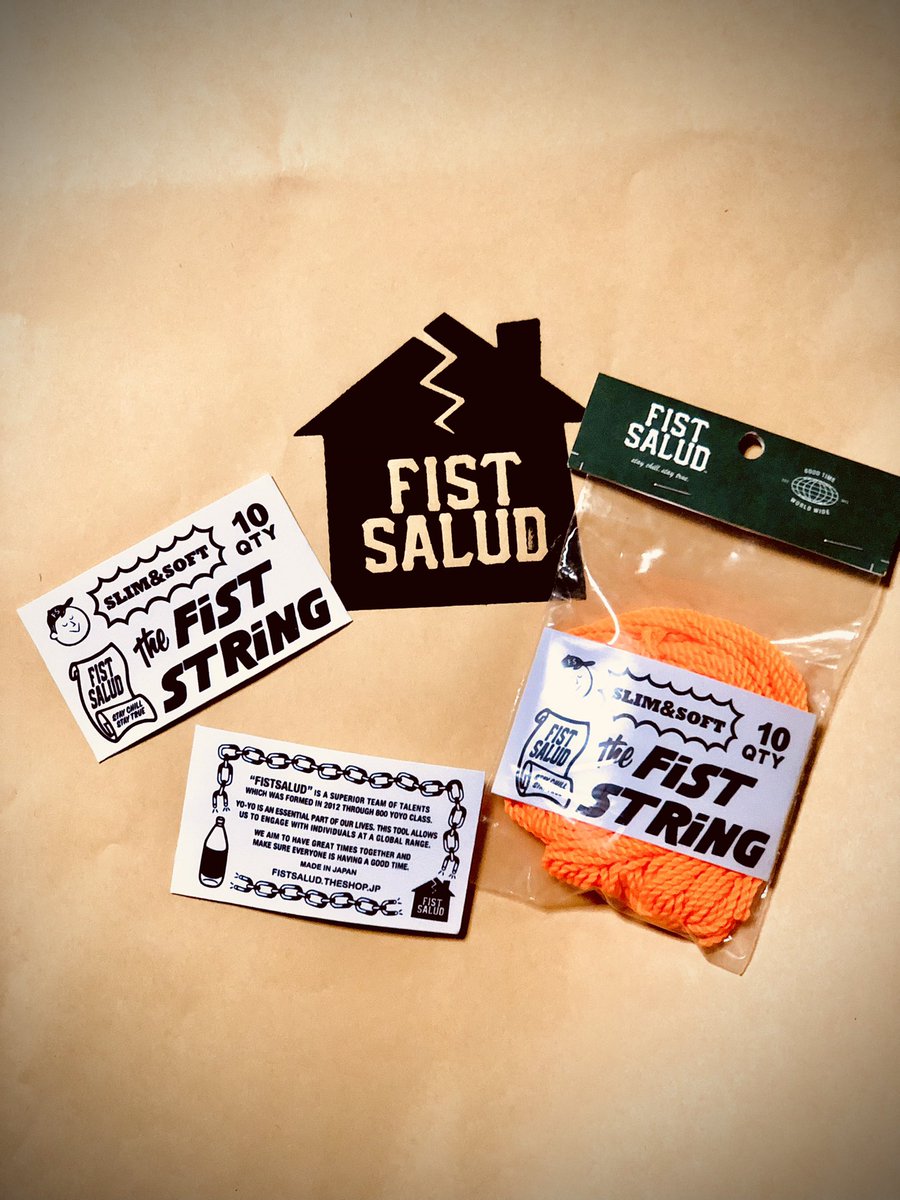 FIST
SALUD
FIST
SALUD
stay chill. stay true.
GOOD TIME
WORLD WIDE
SLIM&SOFT
10
QTY
the FiST
STRiNG
FIST
SALUD
STAY CHILL
STAY TRUE
SLIM&SOFT
10
QTY
the FiST
STRiNG
FIST
SALUD
STAY CHILL
"FISTSALUD" IS A SUPERIOR TEAM OF TALENTS
WHICH WAS FORMED IN 2012 THROUGH 800 YOYO CLASS.
YO-YO IS AN ESSENTIAL PART OF OUR LIVES. THIS TOOL ALLOWS
US TO ENGAGE WITH INDIVIDUALS AT A GLOBAL RANGE.
WE AIM TO HAVE GREAT TIMES TOGETHER AND
MAKE SURE EVERYONE IS HAVING A GOOD TIME.
MADE IN JAPAN
FISTSALUD.THESHOP.JP
FIST
SALUD